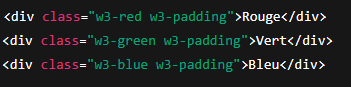 <div class="w3-red w3-padding">Rouge</div>
<div class="w3-green w3-padding">Vert</div>
<div class="w3-blue w3-padding">Bleu</div>